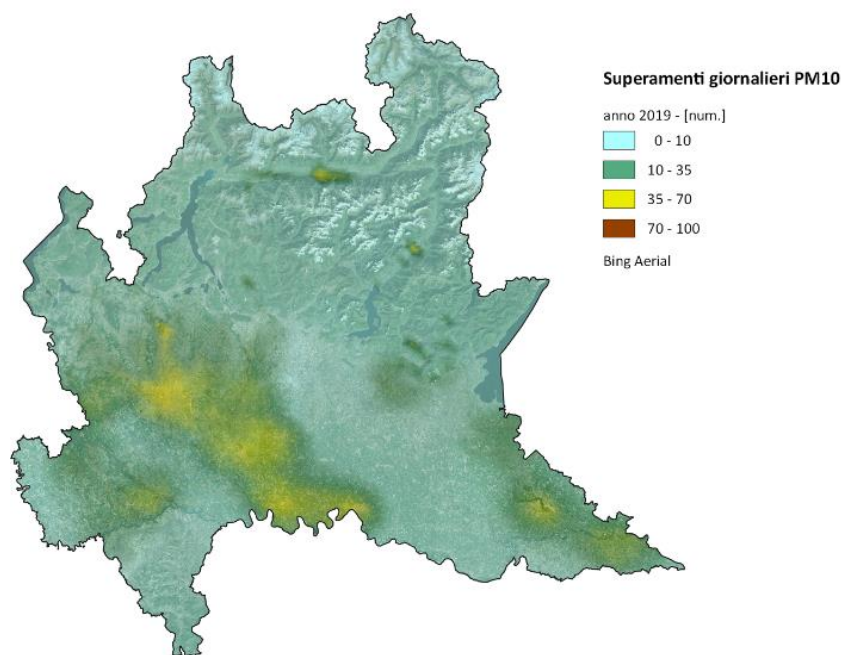 Superamenti giornalieri PM10
anno 2019 - [num.]
0 - 10
10 - 35
35 - 70
70 - 100
Bing Aerial